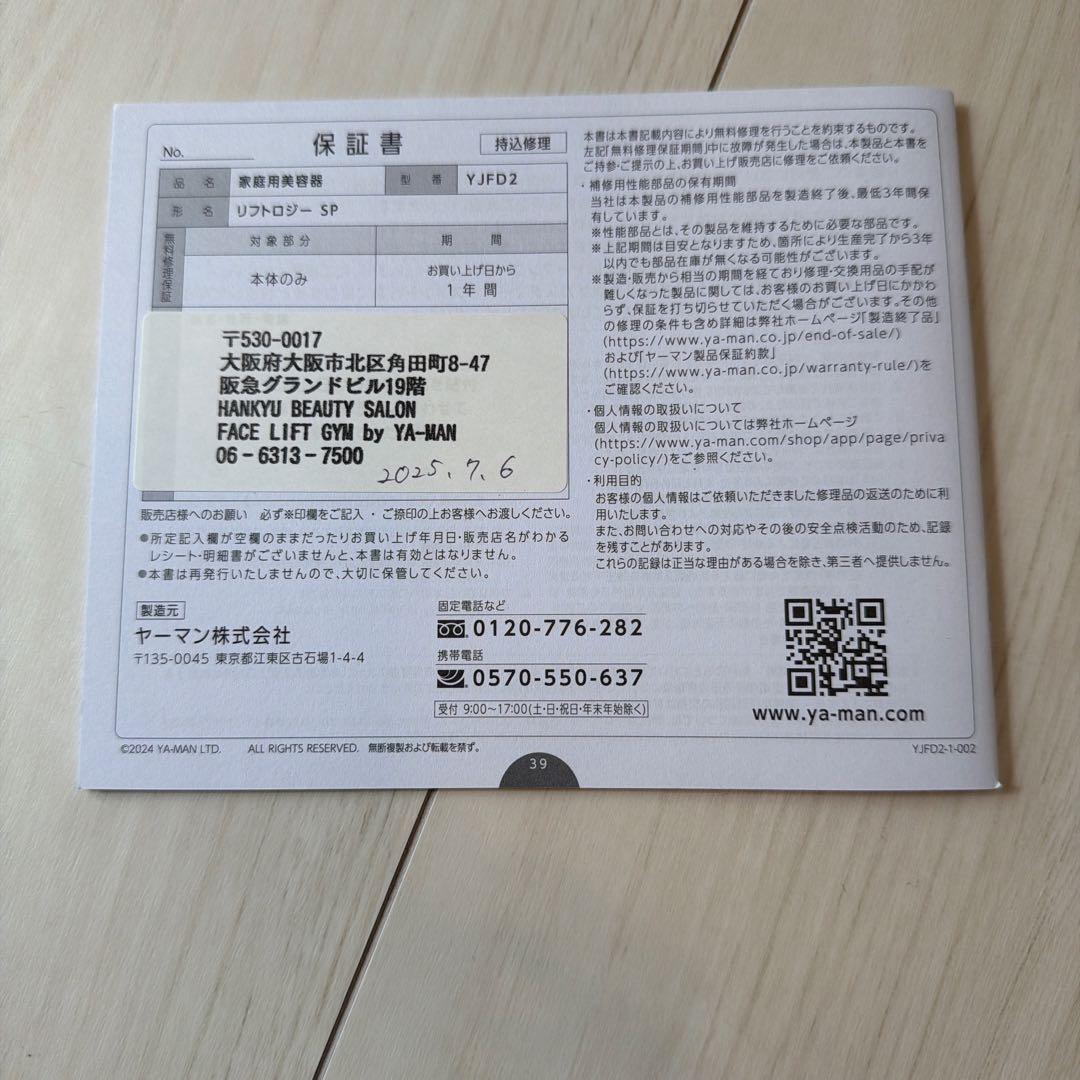 No.
保証書
持込修理
品名 家庭用美容器 型番 YJFD2
形名 リフトロジー SP
無料修理保証
対象部分 期間
本体のみ お買い上げ日から
1年間
〒530-0017
大阪府大阪市北区角田町8-47
阪急グランドビル19階
HANKYU BEAUTY SALON
FACE LIFT GYM by YA-MAN
06-6313-7500
2025.7.6
販売店様へのお願い 必ず※印欄をご記入・ご捺印の上お客様へお渡しください。
●所定記入欄が空欄のままだったりお買い上げ年月日・販売店名がわかる
レシート・明細書がございませんと、本書は有効とはなりません。
●本書は再発行いたしませんので、大切に保管してください。
本書は本書記載内容により無料修理を行うことを約束するものです。
左記「無料修理保証期間」中に故障が発生した場合は、本製品と本書を
ご持参・ご提示の上、お買い上げ販売店に修理をご依頼ください。
・補修用性能部品の保有期間
当社は本製品の補修用性能部品を製造終了後、最低3年間保
有しています。
※性能部品とは、その製品を維持するために必要な部品です。
※上記期間は目安となりますため、箇所により生産完了から3年
以内でも部品在庫が無くなる可能性がございます。
※製造・販売から相当の期間を経ており修理・交換用品の手配が
難しくなった製品に関しては、お客様のお買い上げ日にかかわ
らず、保証を打ち切らせていただく場合がございます。その他
の修理の条件も含め詳細は弊社ホームページ「製造終了品」
(https://www.ya-man.co.jp/end-of-sale/)
および「ヤーマン製品保証約款」
(https://www.ya-man.co.jp/warranty-rule/)を
ご確認ください。
・個人情報の取扱いについて
個人情報の取扱いについては弊社ホームページ
(https://www.ya-man.com/shop/app/page/priva
cy-policy/)をご参照ください。
・利用目的
お客様の個人情報はご依頼いただきました修理品の返送のために利
用いたします。
また、お問い合わせへの対応やその後の安全点検活動のため、記録
を残すことがあります。
これらの記録は正当な理由がある場合を除き、第三者へ提供しません。
製造元
ヤーマン株式会社
〒135-0045 東京都江東区古石場1-4-4
固定電話など
0120-776-282
携帯電話
0570-550-637
受付 9:00～17:00(土・日・祝日・年末年始除く)
www.ya-man.com
©2024 YA-MAN LTD. ALL RIGHTS RESERVED. 無断複製および転載を禁ず。
39
YJFD2-1-002